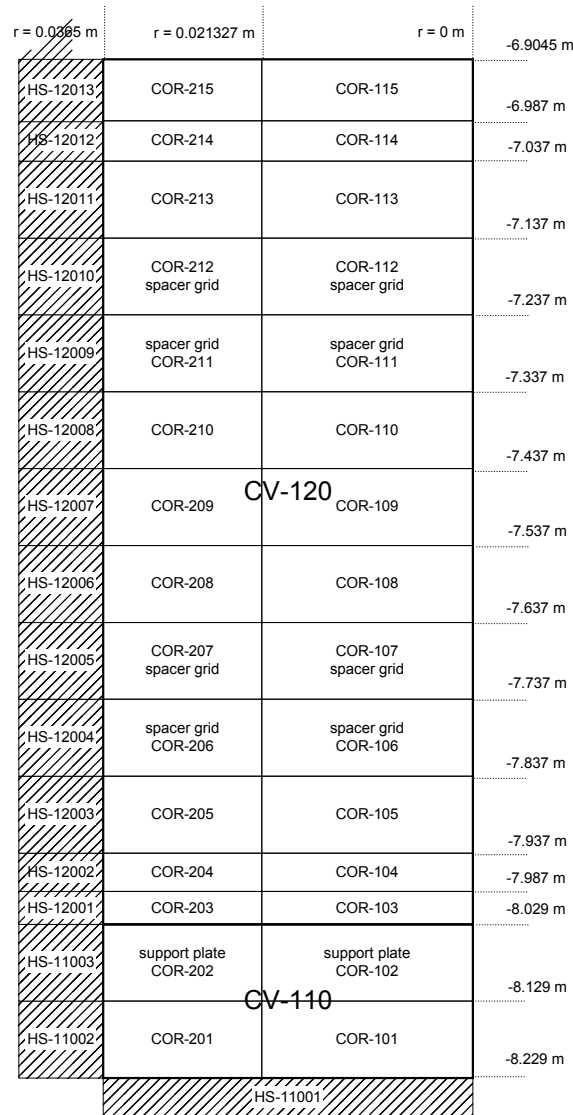 r = 0.0365 m r = 0.021327 m r = 0 m
-6.9045 m
HS-12013 COR-215 COR-115
-6.987 m
HS-12012 COR-214 COR-114
-7.037 m
HS-12011 COR-213 COR-113
-7.137 m
HS-12010 COR-212 COR-112
spacer grid spacer grid
-7.237 m
spacer grid spacer grid
HS-12009 COR-211 COR-111
-7.337 m
HS-12008 COR-210 COR-110
-7.437 m
CV-120
HS-12007 COR-209 COR-109
-7.537 m
HS-12006 COR-208 COR-108
-7.637 m
HS-12005 COR-207 COR-107
spacer grid spacer grid
-7.737 m
spacer grid spacer grid
HS-12004 COR-206 COR-106
-7.837 m
HS-12003 COR-205 COR-105
-7.937 m
HS-12002 COR-204 COR-104
-7.987 m
HS-12001 COR-203 COR-103
-8.029 m
support plate support plate
HS-11003 COR-202 COR-102
-8.129 m
CV-110
HS-11002 COR-201 COR-101
-8.229 m
HS-11001